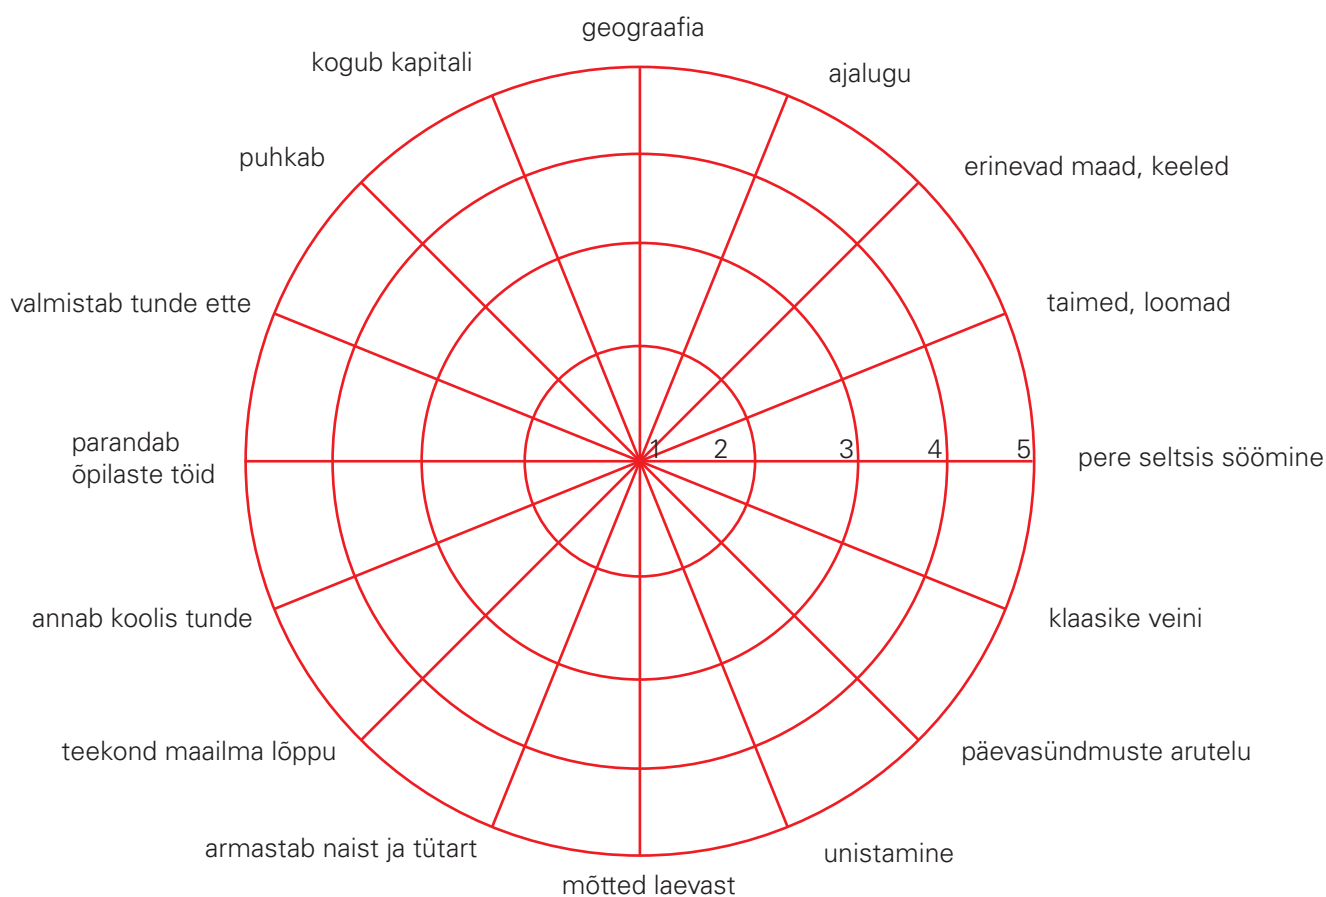 geograafia
kogub kapitali
ajalugu
puhkab
erinevad maad, keeled
valmistab tunde ette
taimed, loomad
parandab
õpilaste töid
1 2 3 4 5
pere seltsis söömine
annab koolis tunde
klaasike veini
teekond maailma lõppu
päevasündmuste arutelu
armastab naist ja tütart
unistamine
mõtted laevast